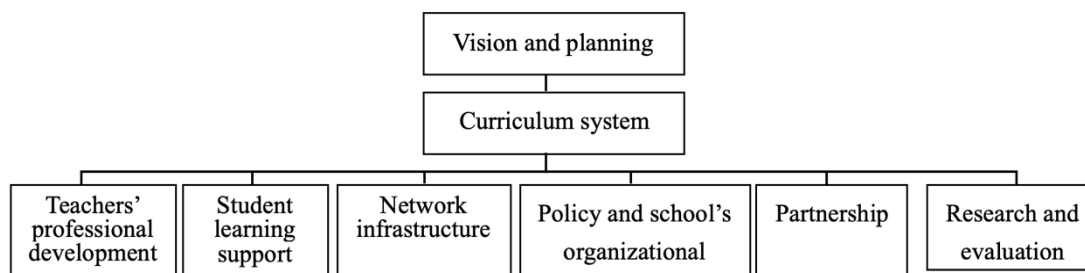 Vision and planning
Curriculum system
Teachers’
professional
development
Student
learning
support
Network
infrastructure
Policy and school’s
organizational
Partnership
Research and
evaluation